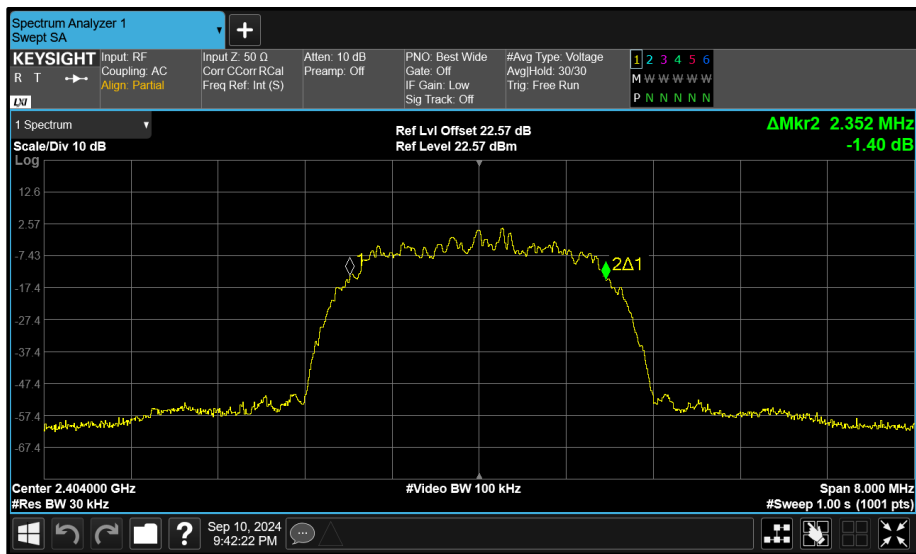 Spectrum Analyzer 1
Swept SA
KEYSIGHT
R T
LXI
Input: RF
Coupling: AC
Align: Partial
Input Z: 50 Ω
Corr CCorr RCal
Freq Ref: Int (S)
Atten: 10 dB
Preamp: Off
PNO: Best Wide
Gate: Off
IF Gain: Low
Sig Track: Off
#Avg Type: Voltage
Avg|Hold: 30/30
Trig: Free Run
1 2 3 4 5 6
M W W W W W
P N N N N N
1 Spectrum
Scale/Div 10 dB
Ref Lvl Offset 22.57 dB
Ref Level 22.57 dBm
ΔMkr2 2.352 MHz
-1.40 dB
Log
12.6
2.57
-7.43
-17.4
-27.4
-37.4
-47.4
-57.4
-67.4
1
2Δ1
Center 2.404000 GHz
#Video BW 100 kHz
Span 8.000 MHz
#Res BW 30 kHz
#Sweep 1.00 s (1001 pts)
?
Sep 10, 2024
9:42:22 PM